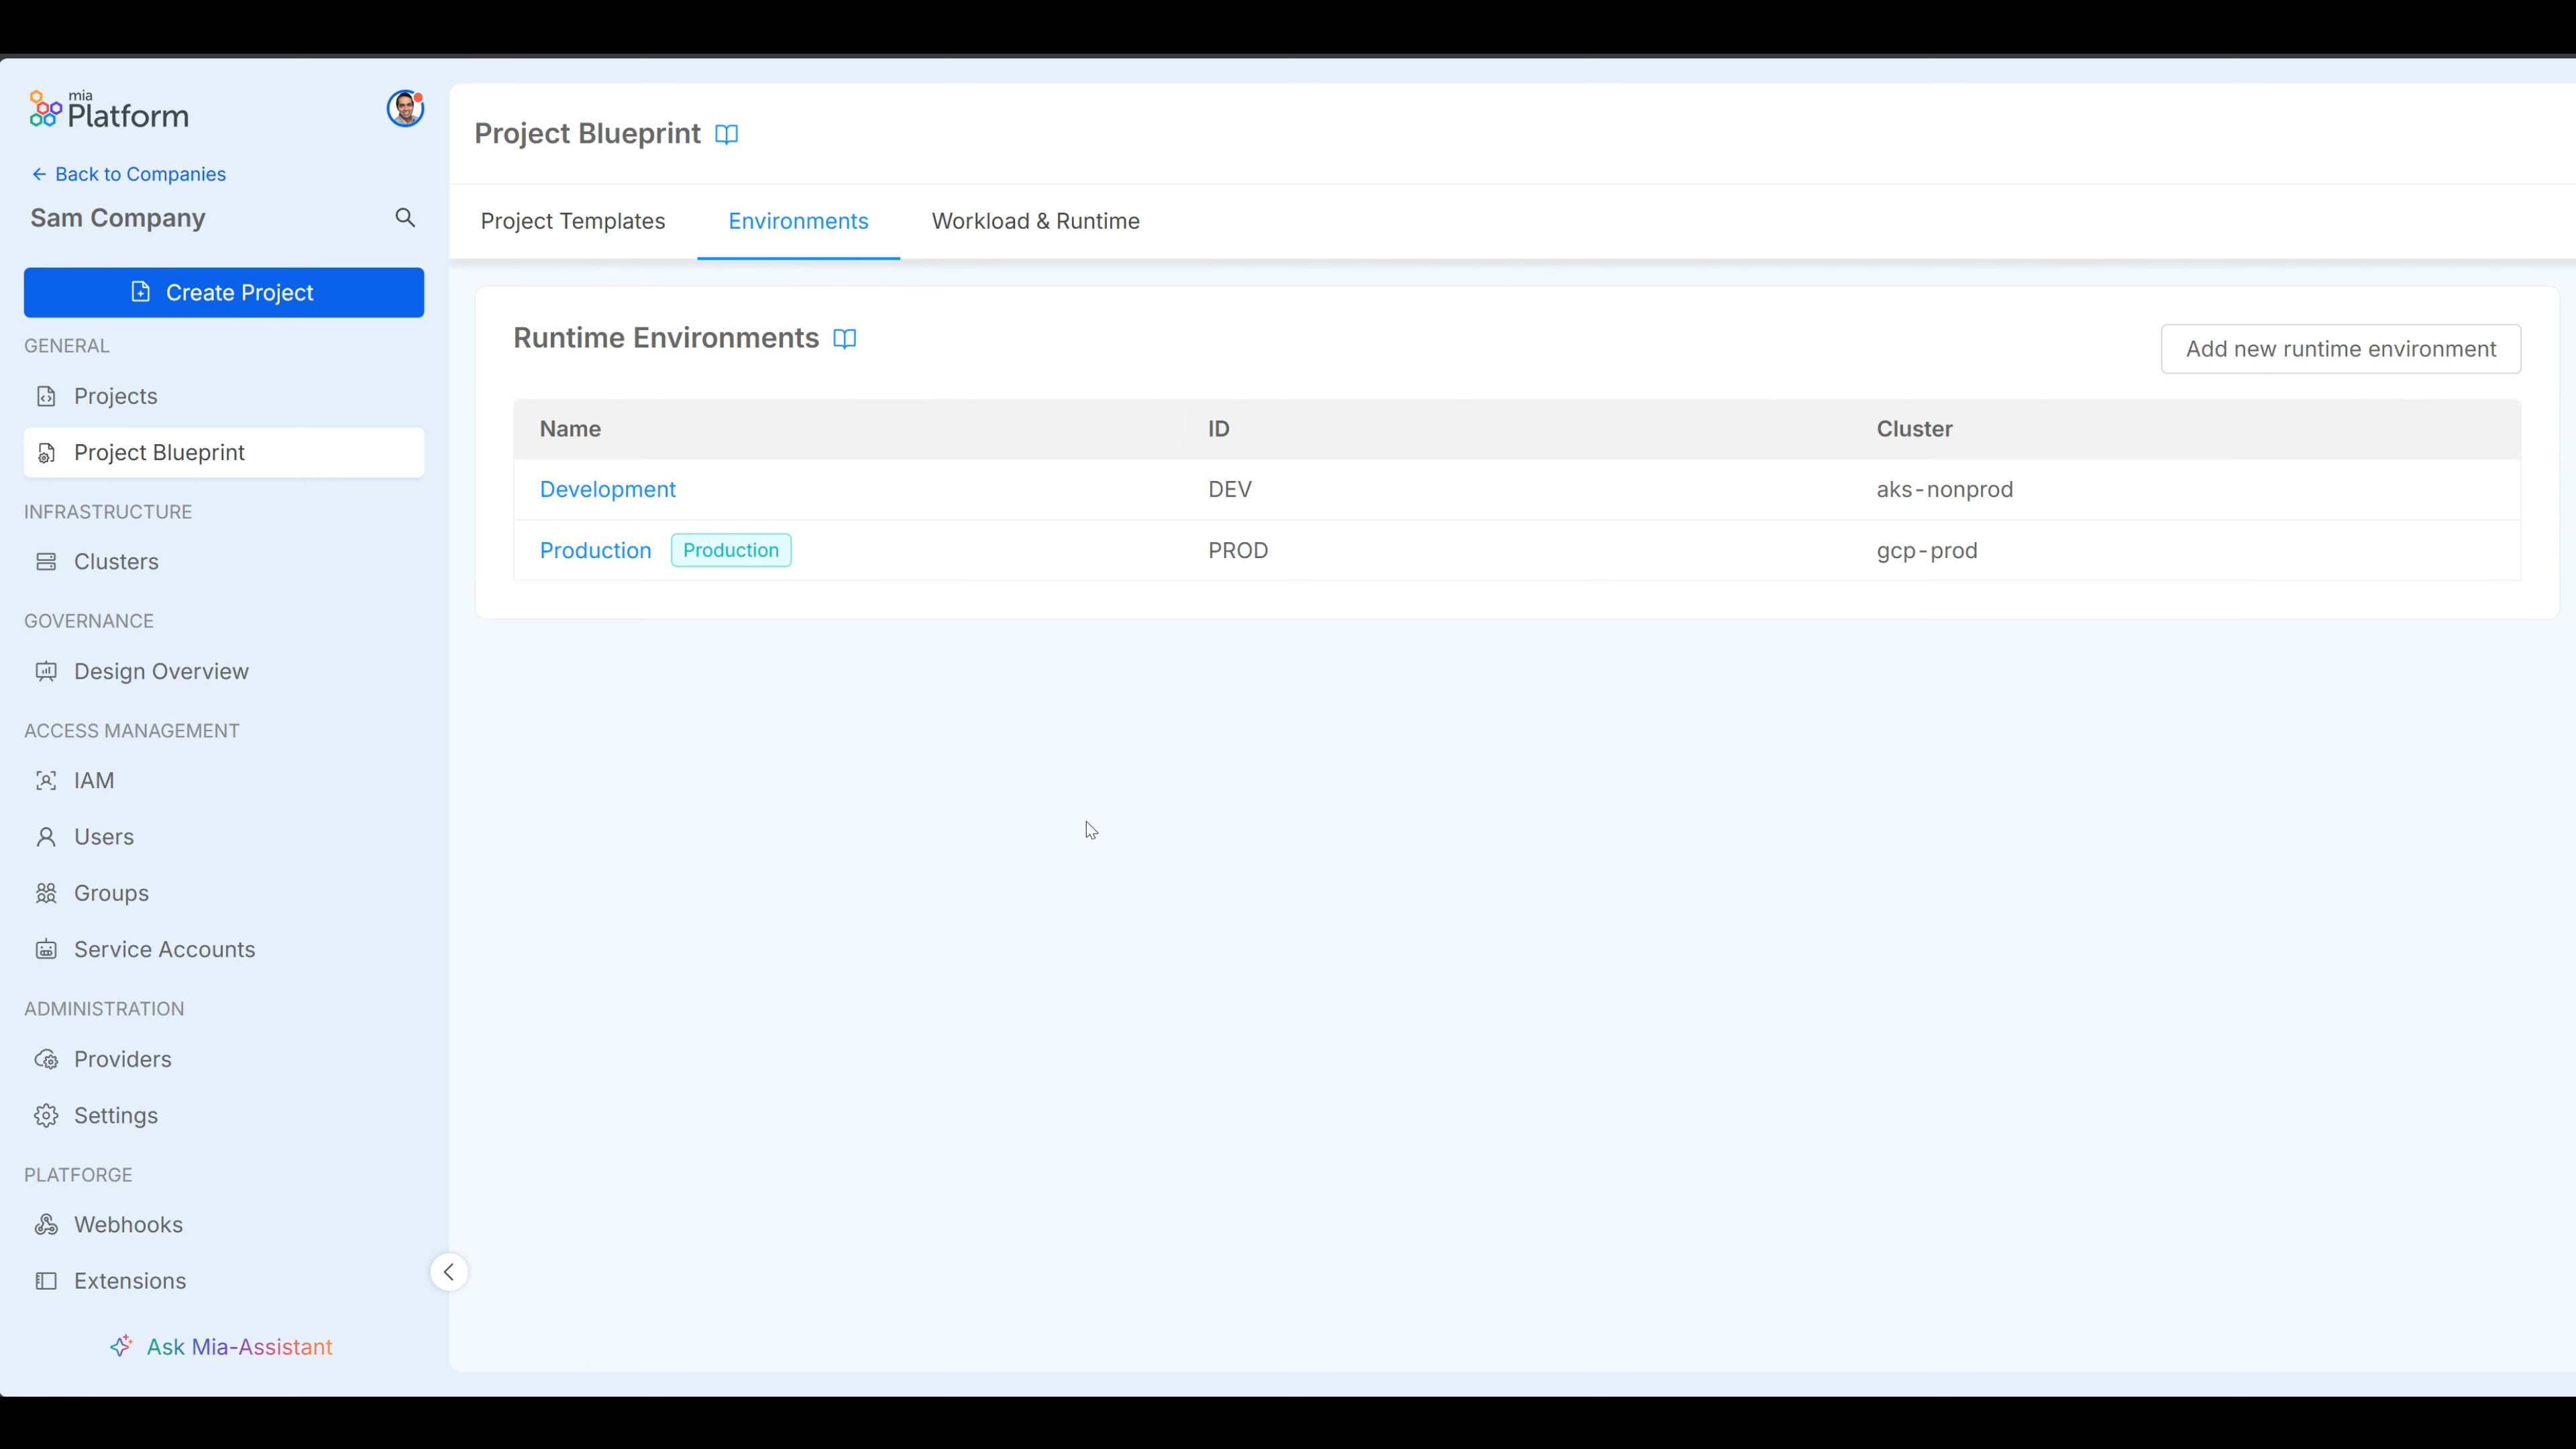 mia
Platform
← Back to Companies
Sam Company
Create Project
GENERAL
Projects
Project Blueprint
INFRASTRUCTURE
Clusters
GOVERNANCE
Design Overview
ACCESS MANAGEMENT
IAM
Users
Groups
Service Accounts
ADMINISTRATION
Providers
Settings
PLATFORGE
Webhooks
Extensions
Ask Mia-Assistant
Project Blueprint
Project Templates Environments Workload & Runtime
Runtime Environments
Add new runtime environment
Name ID Cluster
Development DEV aks-nonprod
Production Production PROD gcp-prod